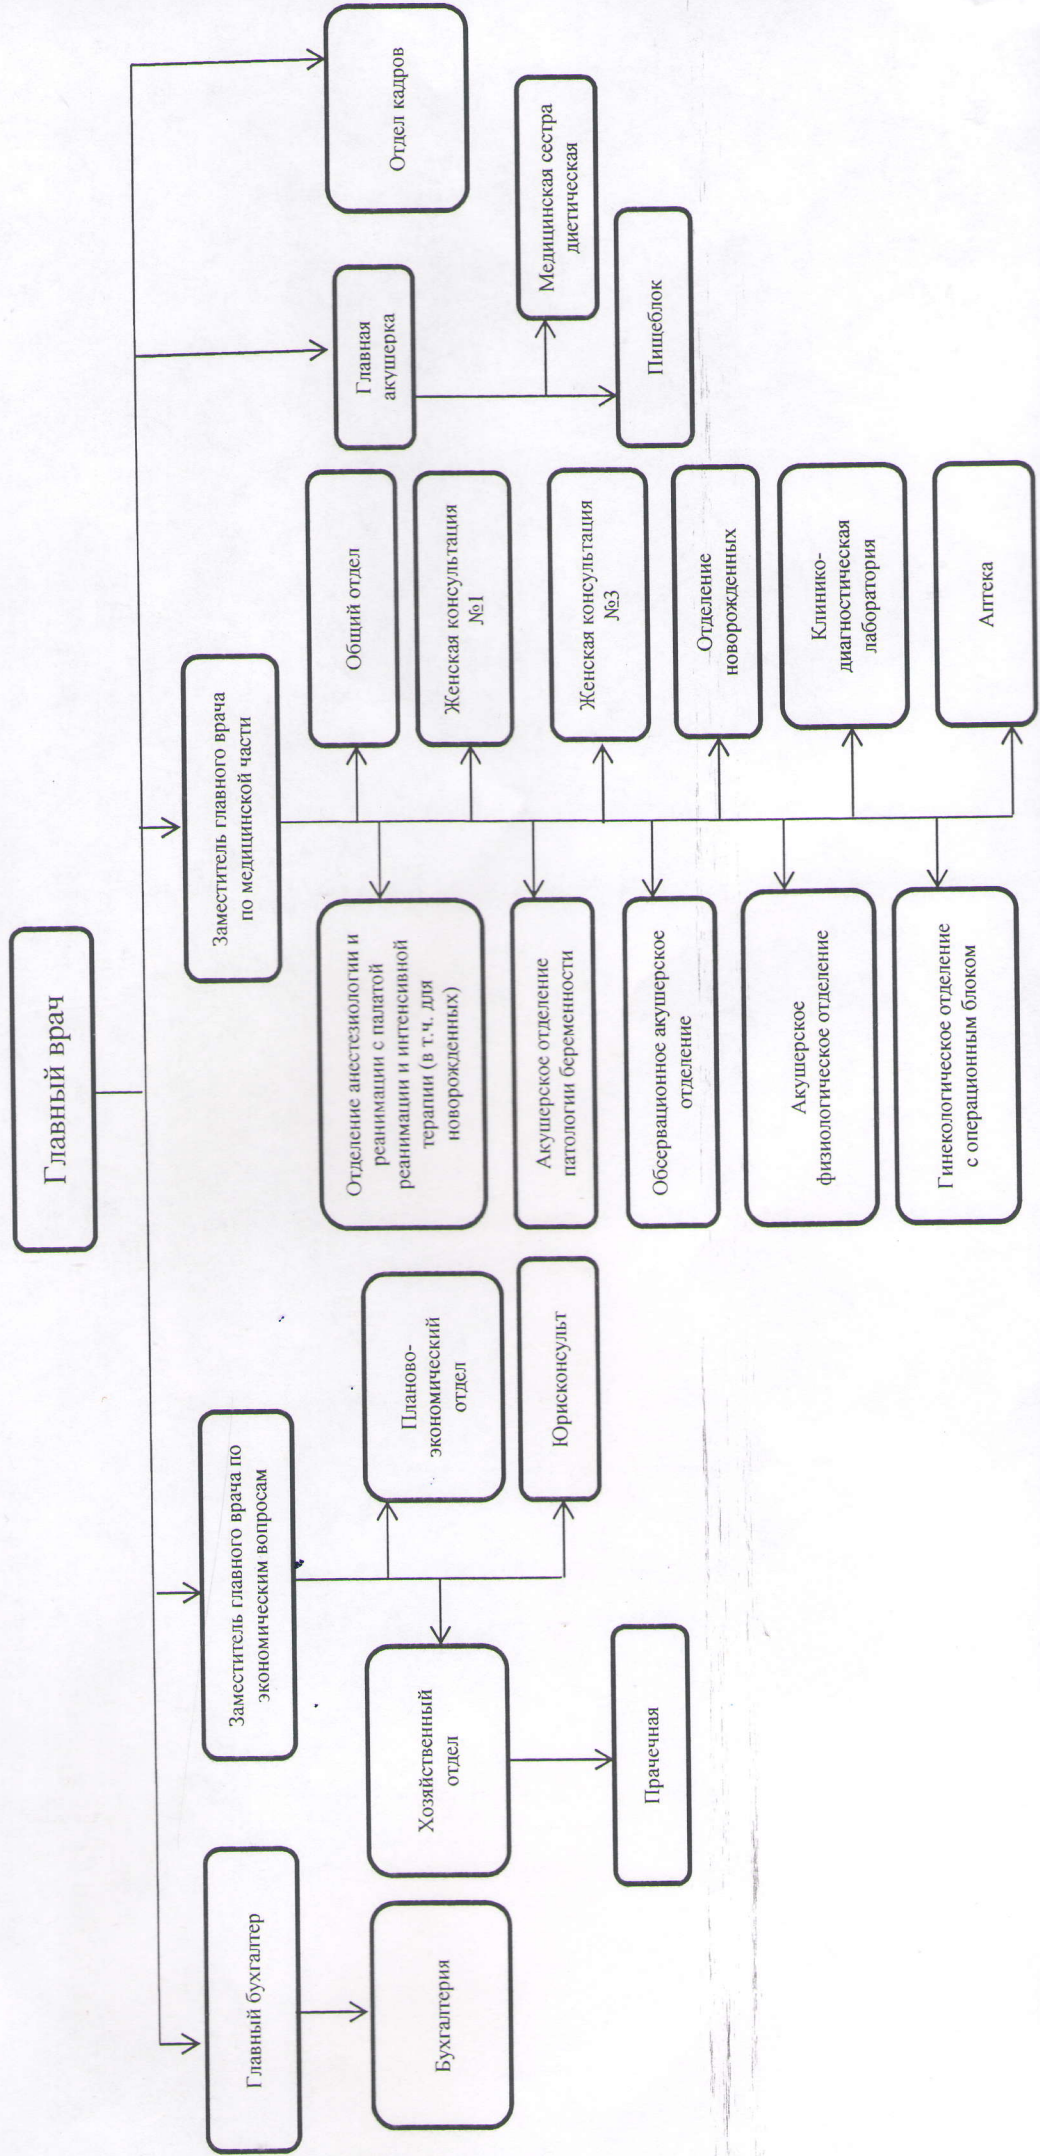 Главный врач
Главный бухгалтер
Заместитель главного врача по
экономическим вопросам
Заместитель главного врача
по медицинской части
Главная
акушерка
Отдел кадров
Бухгалтерия
Хозяйственный
отдел
Прачечная
Планово-
экономический
отдел
Юрисконсульт
Отделение анестезиологии и
реанимации с палатой
реанимации и интенсивной
терапии (в т.ч. для
новорожденных)
Акушерское отделение
патологии беременности
Обсервационное акушерское
отделение
Акушерское
физиологическое отделение
Гинекологическое отделение
с операционным блоком
Общий отдел
Женская консультация
№1
Женская консультация
№3
Отделение
новорожденных
Клинико-
диагностическая
лаборатория
Аптека
Медицинская сестра
диетическая
Пищеблок